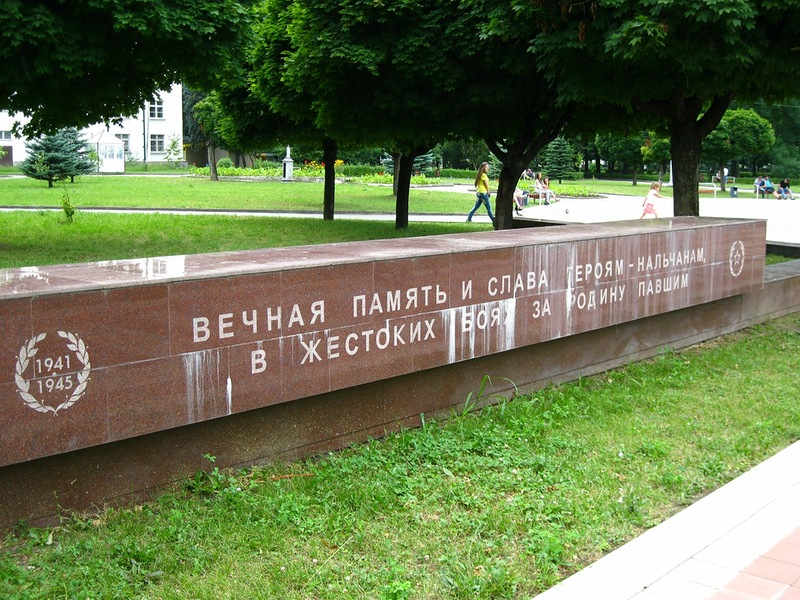 1941
1945
ВЕЧНАЯ ПАМЯТЬ И СЛАВА ГЕРОЯМ-НАЛЬЧАНАМ,
В ЖЕСТОКИХ БОЯХ ЗА РОДИНУ ПАВШИМ